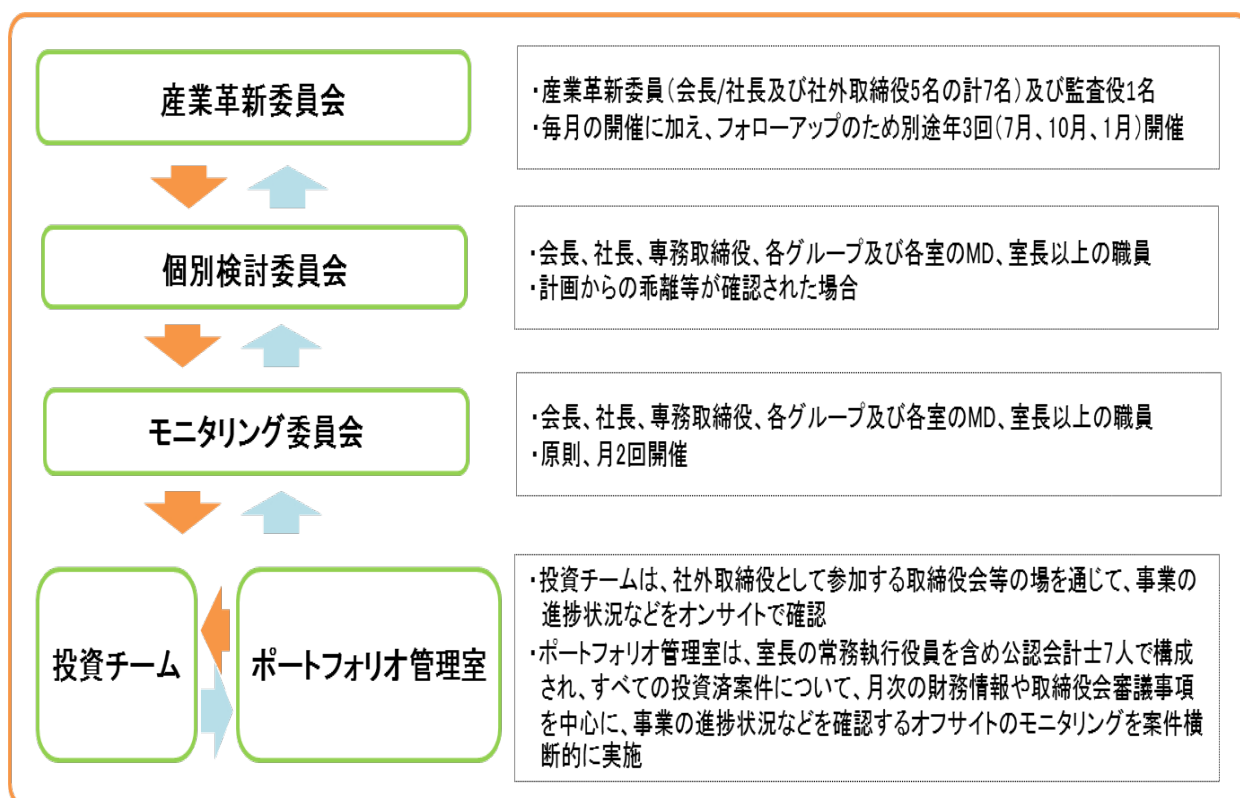 産業革新委員会
・産業革新委員(会長/社長及び社外取締役5名の計7名)及び監査役1名
・毎月の開催に加え、フォローアップのため別途年3回(7月、10月、1月)開催
個別検討委員会
・会長、社長、専務取締役、各グループ及び各室のMD、室長以上の職員
・計画からの乖離等が確認された場合
モニタリング委員会
・会長、社長、専務取締役、各グループ及び各室のMD、室長以上の職員
・原則、月2回開催
投資チーム
ポートフォリオ管理室
・投資チームは、社外取締役として参加する取締役会等の場を通じて、事業の
進捗状況などをオンサイトで確認
・ポートフォリオ管理室は、室長の常務執行役員を含め公認会計士7人で構成
され、すべての投資済案件について、月次の財務情報や取締役会審議事項
を中心に、事業の進捗状況などを確認するオフサイトのモニタリングを案件横
断的に実施